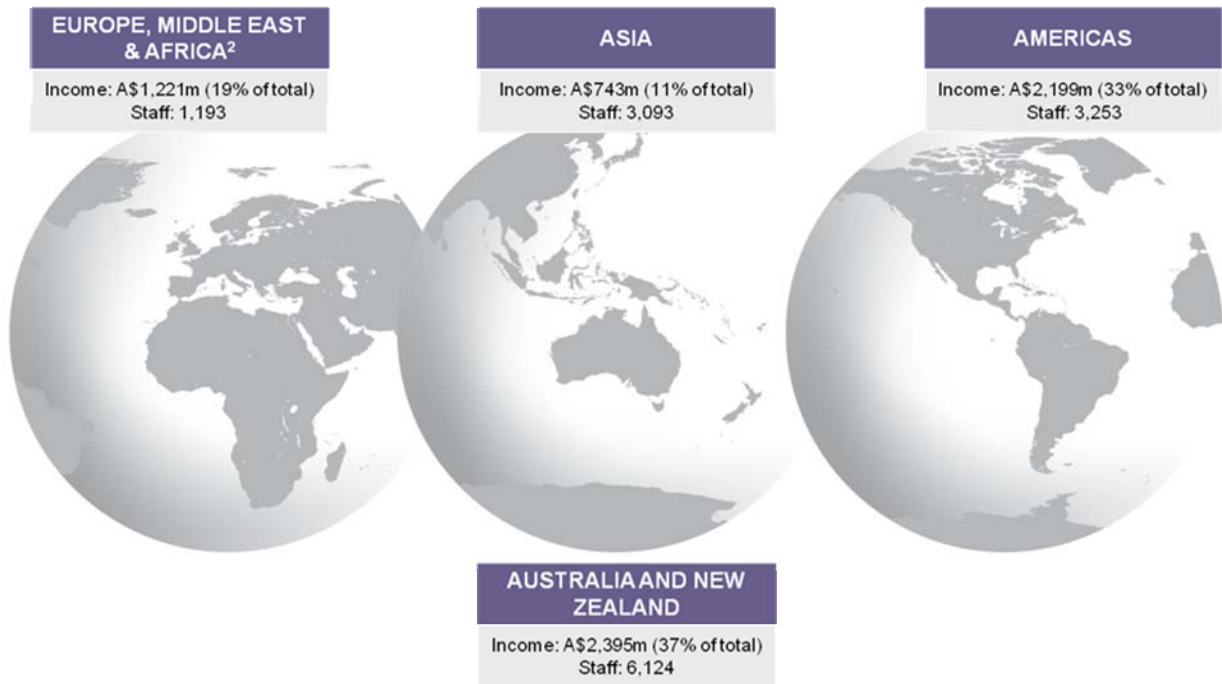 EUROPE, MIDDLE EAST
& AFRICA²
Income: A$1,221m (19% of total)
Staff: 1,193
ASIA
Income: A$743m (11% of total)
Staff: 3,093
AMERICAS
Income: A$2,199m (33% of total)
Staff: 3,253
AUSTRALIA AND NEW
ZEALAND
Income: A$2,395m (37% of total)
Staff: 6,124